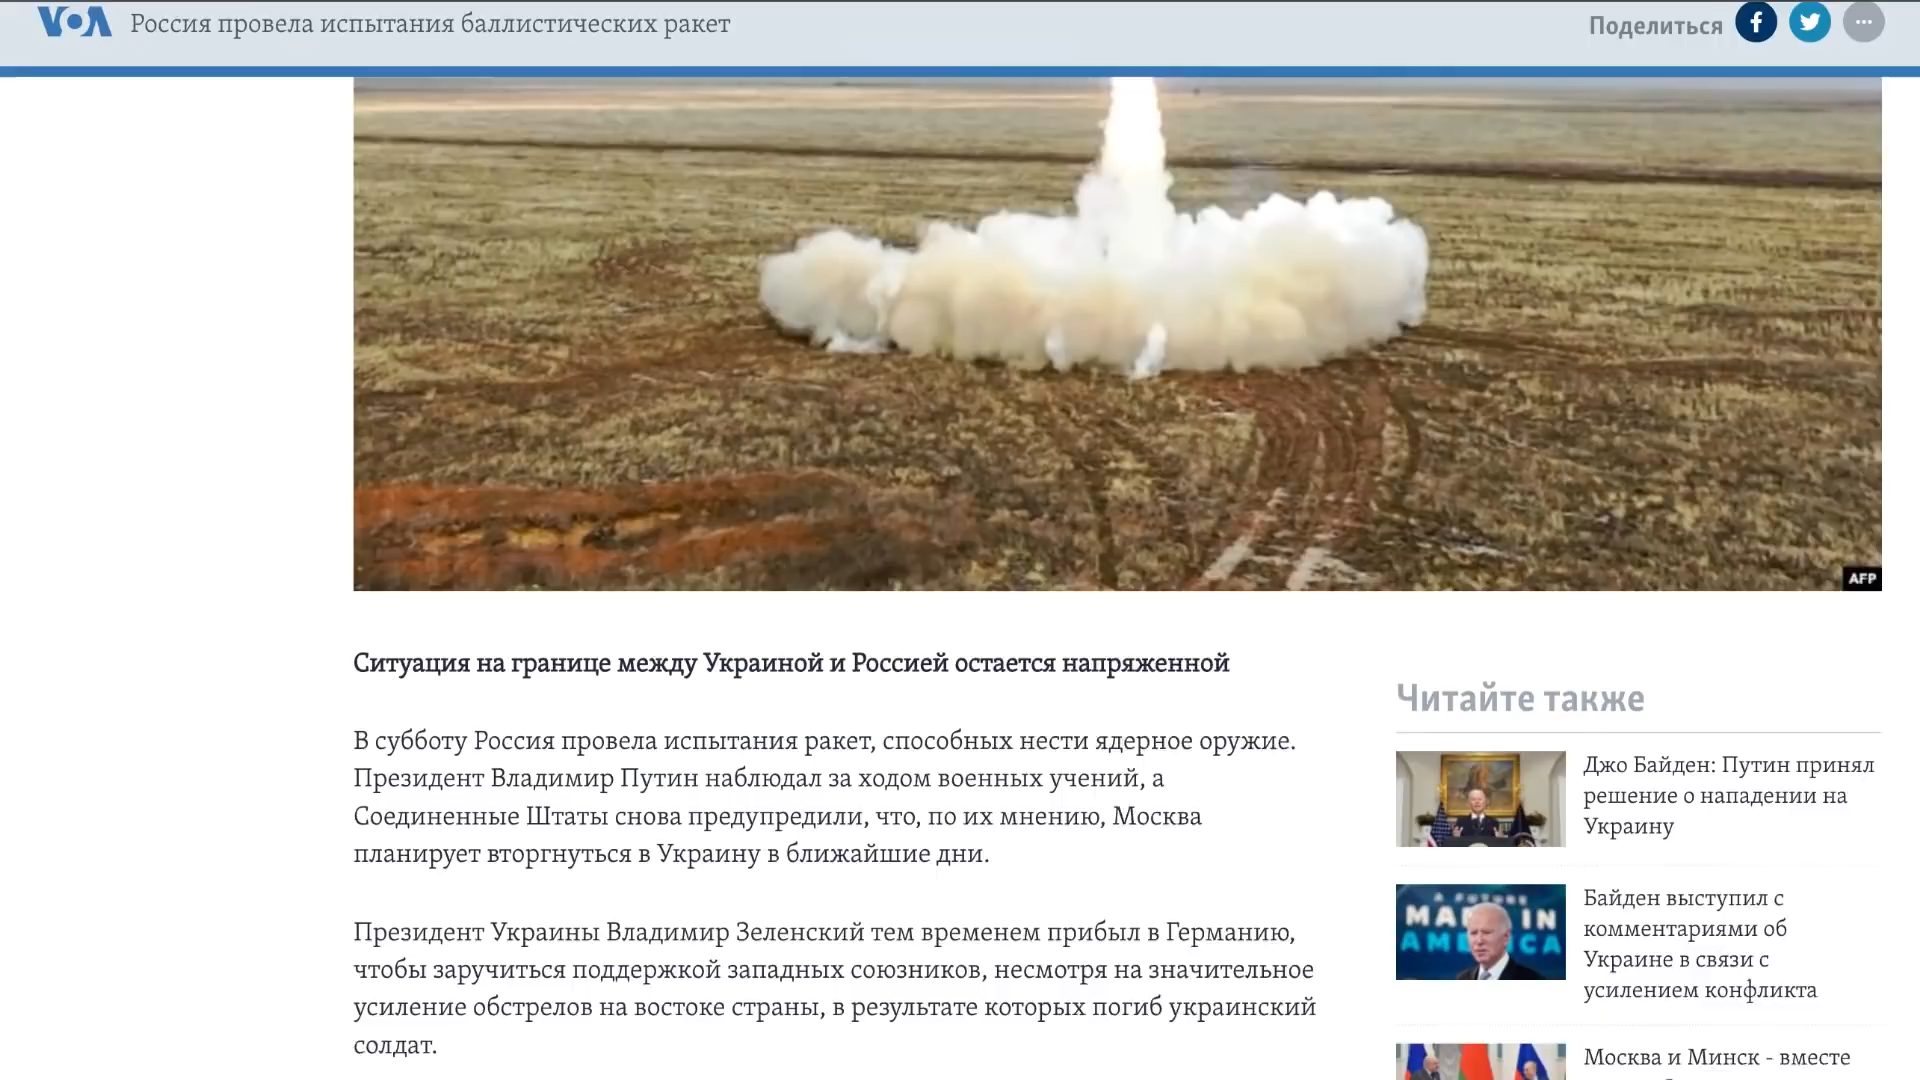 VOA Россия провела испытания баллистических ракет
Поделиться
AFP
Ситуация на границе между Украиной и Россией остается напряженной
В субботу Россия провела испытания ракет, способных нести ядерное оружие.
Президент Владимир Путин наблюдал за ходом военных учений, а
Соединенные Штаты снова предупредили, что, по их мнению, Москва
планирует вторгнуться в Украину в ближайшие дни.
Президент Украины Владимир Зеленский тем временем прибыл в Германию,
чтобы заручиться поддержкой западных союзников, несмотря на значительное
усиление обстрелов на востоке страны, в результате которых погиб украинский
солдат.
Читайте также
Джо Байден: Путин принял
решение о нападении на
Украину
A FUTURE
MADE IN
AMERICA
Байден выступил с
комментариями об
Украине в связи с
усилением конфликта
Москва и Минск - вместе